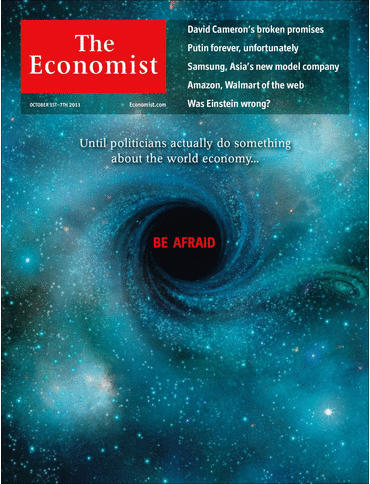 The
Economist
OCTOBER 1ST–7TH 2011
Economist.com
David Cameron's broken promises
Putin forever, unfortunately
Samsung, Asia's new model company
Amazon, Walmart of the web
Was Einstein wrong?
Until politicians actually do something
about the world economy...
BE AFRAID